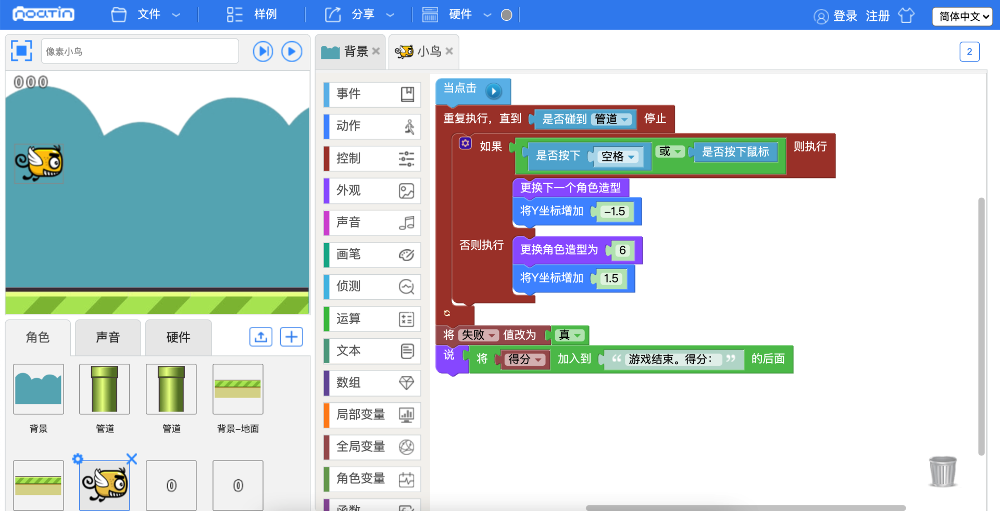 noatin
文件
样例
分享
硬件
登录 注册
简体中文
像素小鸟
背景
小鸟
2
000
事件
动作
控制
外观
声音
画笔
侦测
运算
文本
数组
局部变量
全局变量
角色变量
函数
当点击
重复执行，直到 是否碰到 管道 停止
如果 是否按下 空格 或 是否按下鼠标 则执行
更换下一个角色造型
将Y坐标增加 -1.5
否则执行 更换角色造型为 6
将Y坐标增加 1.5
将 失败 值改为 真
说 将 得分 加入到 “ 游戏结束。得分： ” 的后面
角色
声音
硬件
背景
管道
管道
背景-地面
0
0